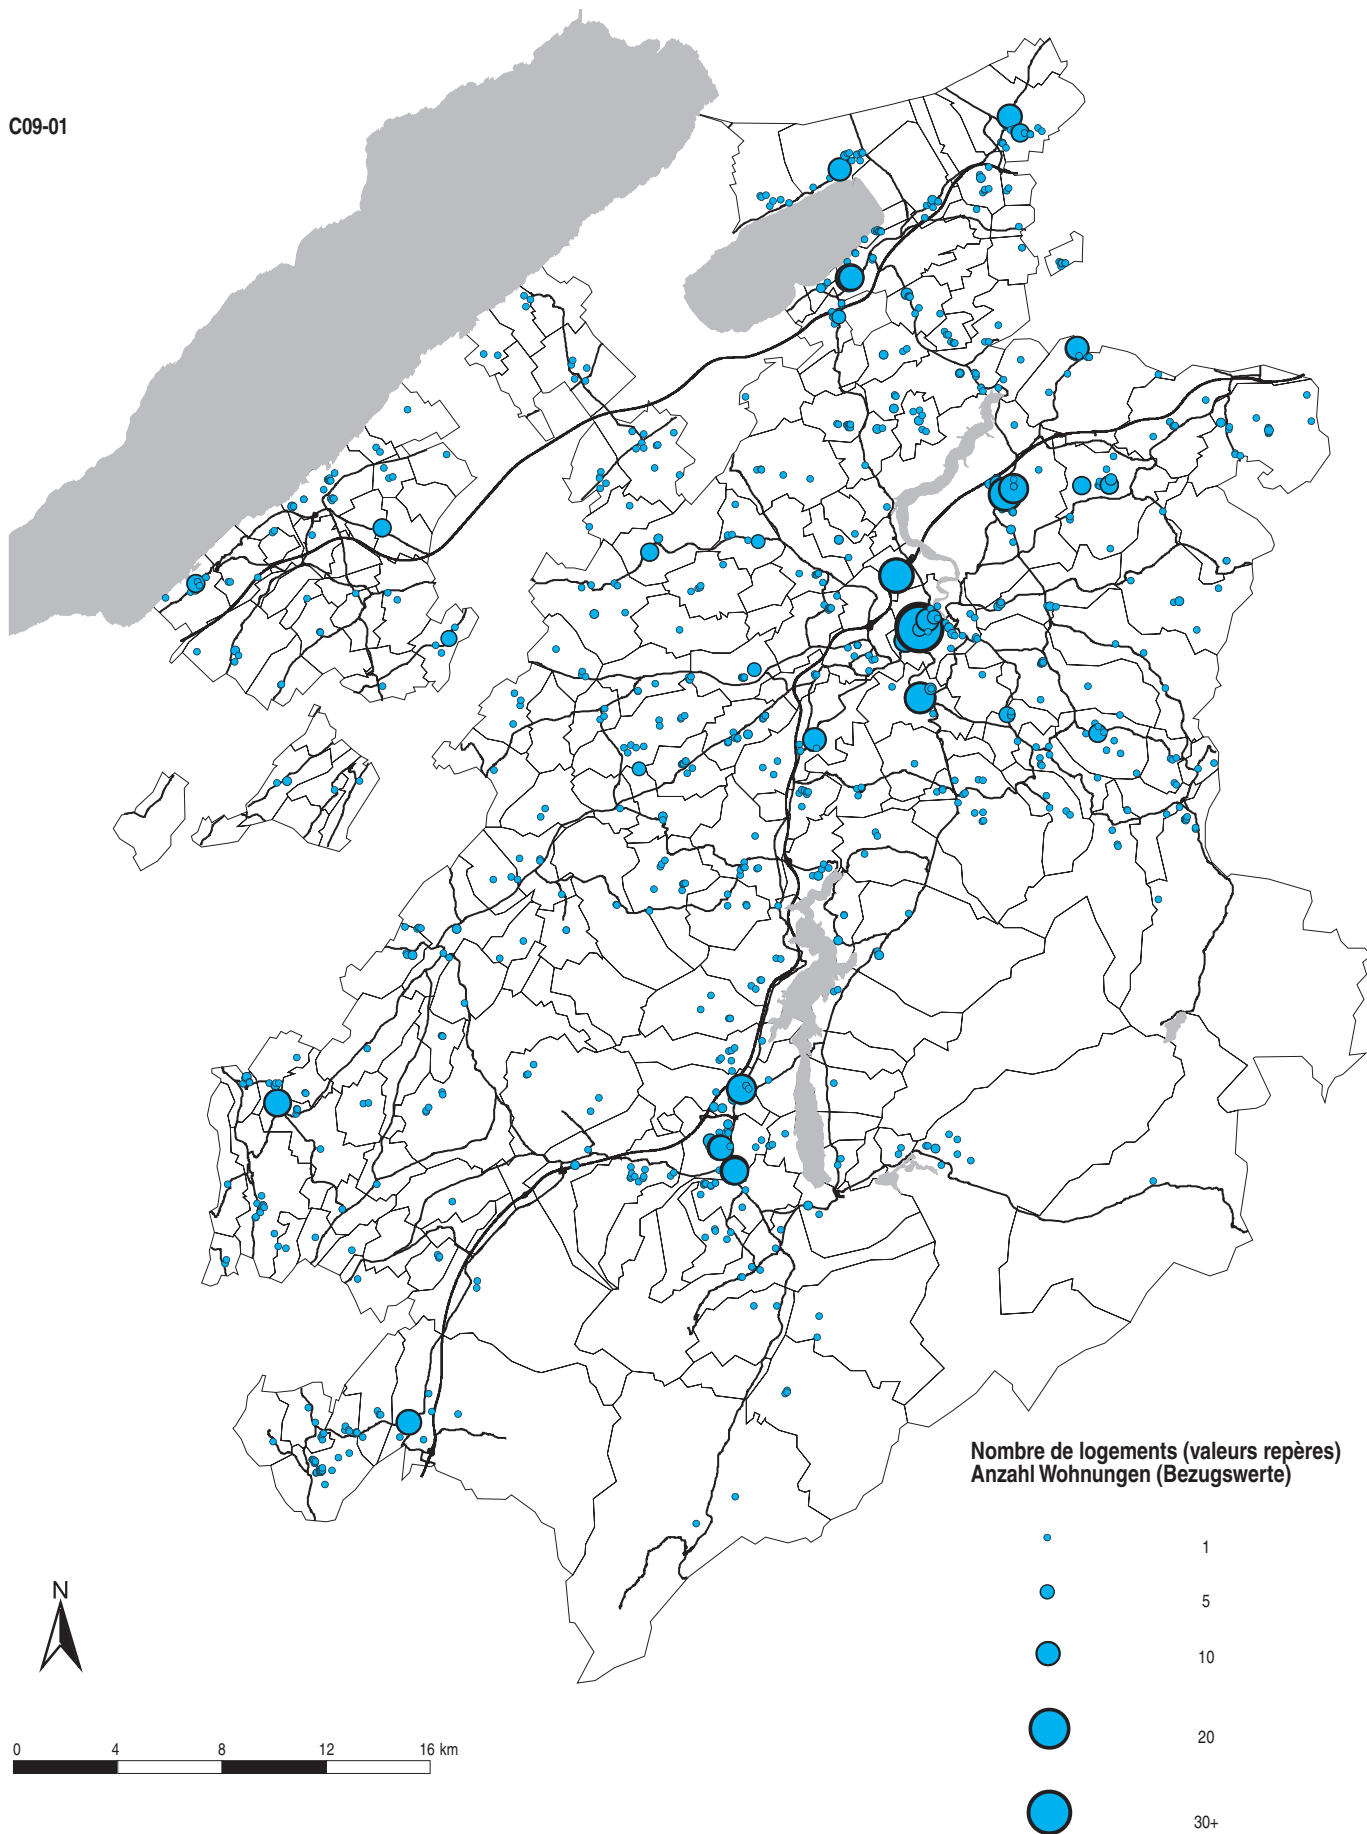 C09-01
Nombre de logements (valeurs repères)
Anzahl Wohnungen (Bezugswerte)
1
5
10
20
30+
N
0 4 8 12 16 km